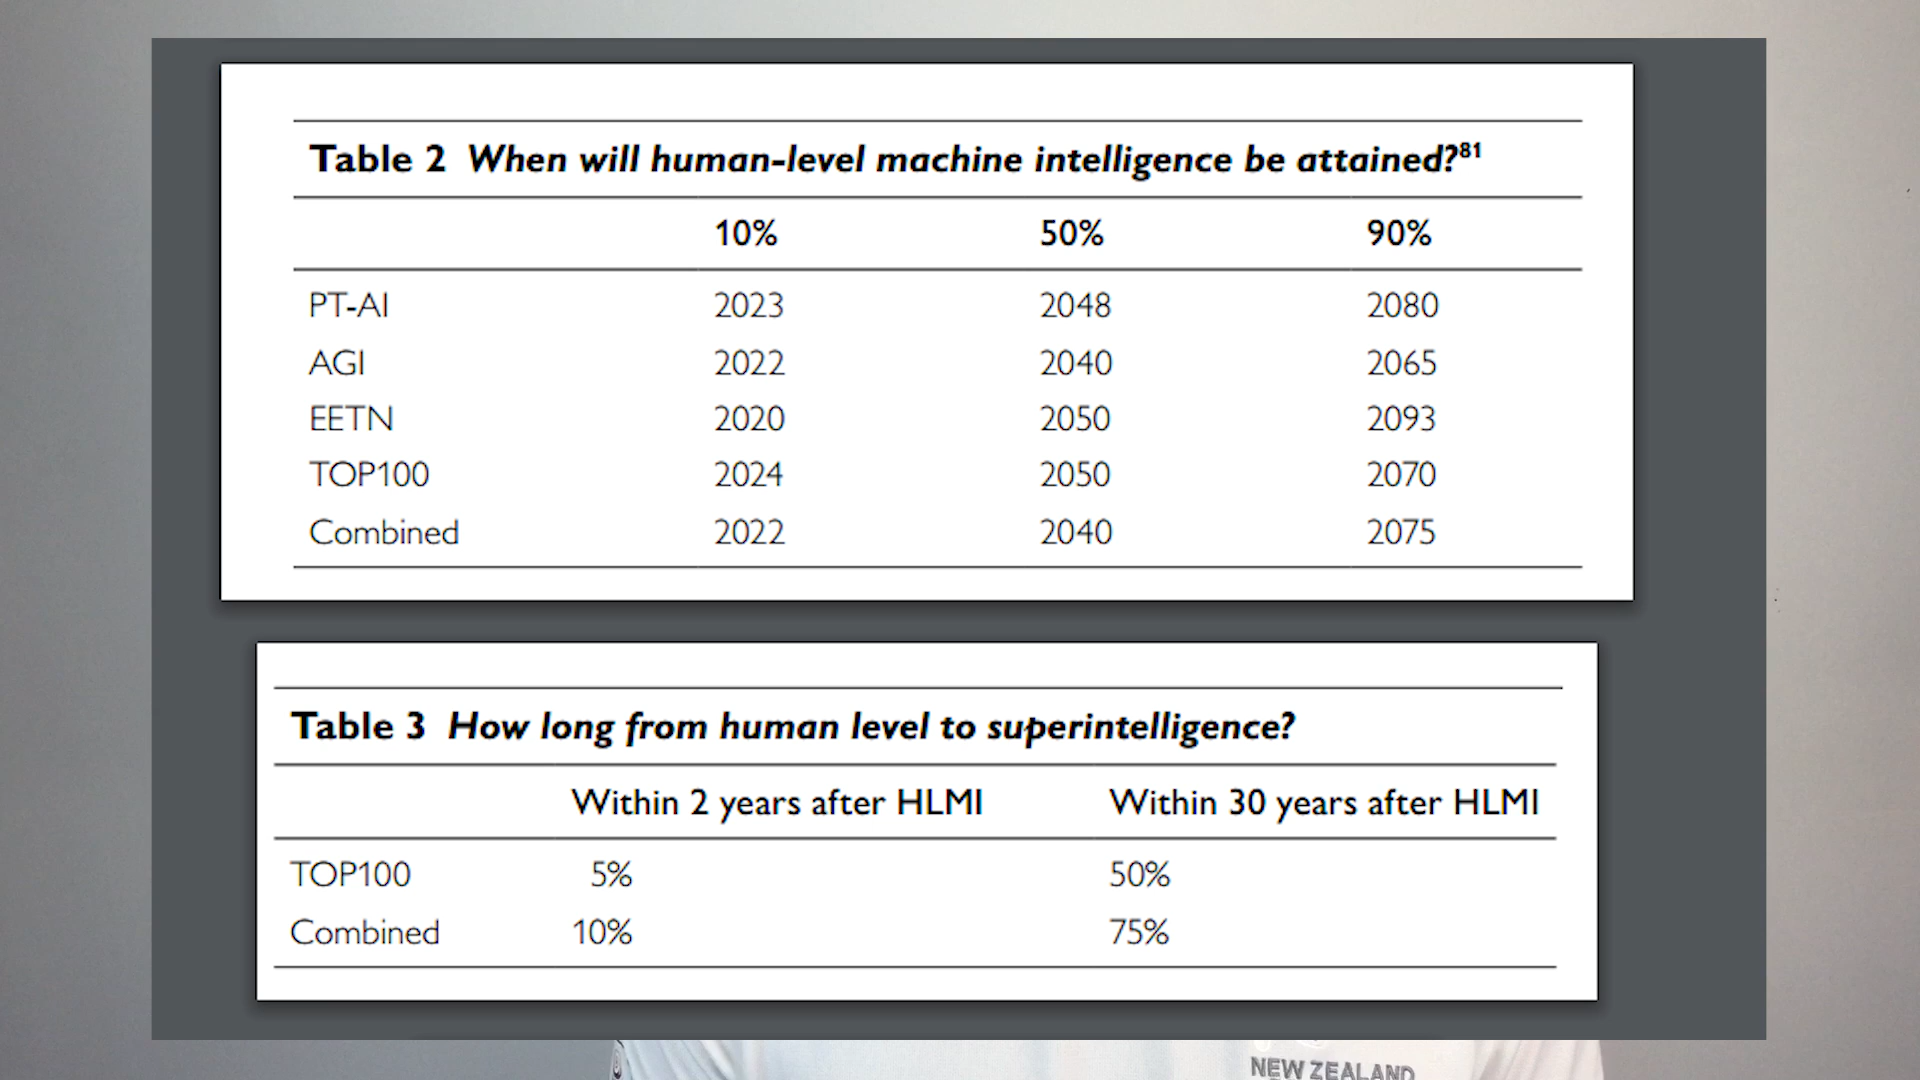 Table 2 When will human-level machine intelligence be attained?81
10% 50% 90%
PT-AI 2023 2048 2080
AGI 2022 2040 2065
EETN 2020 2050 2093
TOP100 2024 2050 2070
Combined 2022 2040 2075
Table 3 How long from human level to superintelligence?
Within 2 years after HLMI Within 30 years after HLMI
TOP100 5% 50%
Combined 10% 75%
NEW ZEALAND